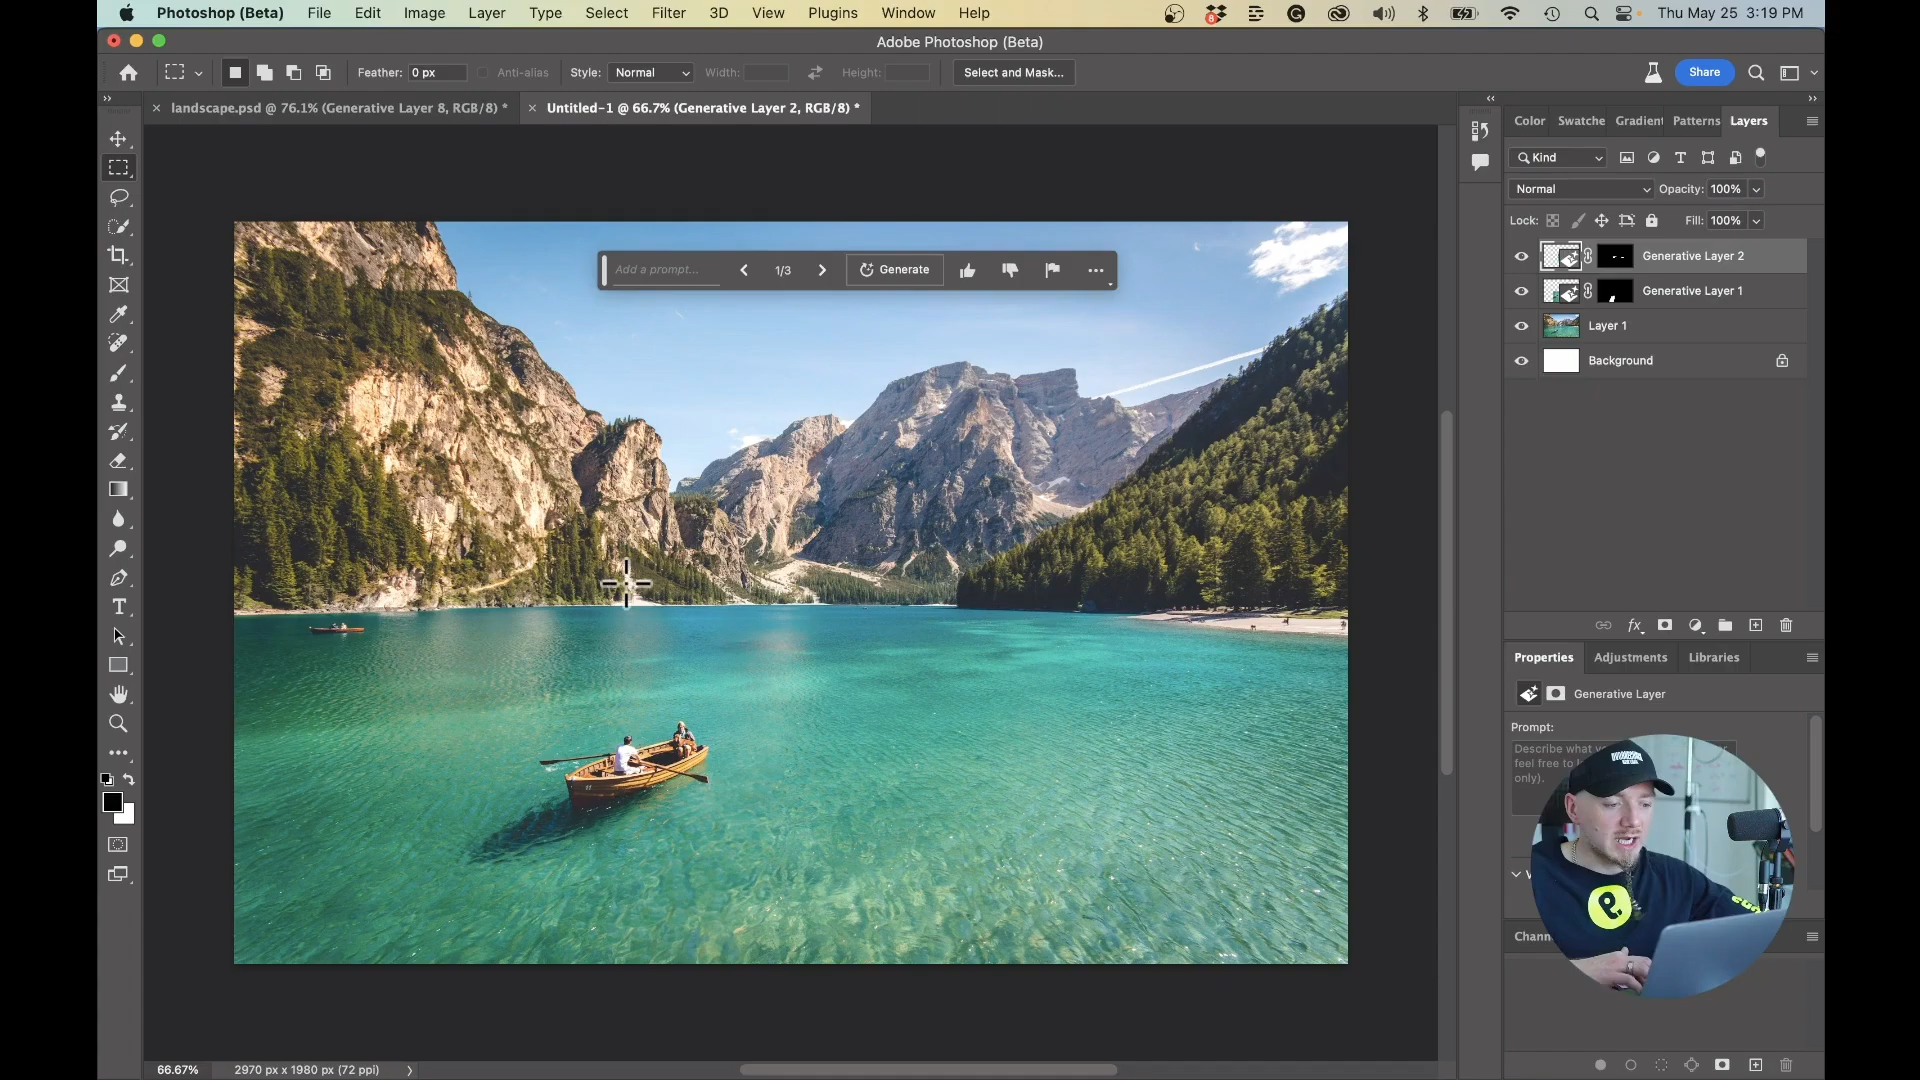 Photoshop (Beta) File Edit Image Layer Type Select Filter 3D View Plugins Window Help 8 Thu May 25 3:19 PM
Adobe Photoshop (Beta)
Feather: 0 px Anti-alias Style: Normal Width: Height: Select and Mask... Share
landscape.psd @ 76.1% (Generative Layer 8, RGB/8) * Untitled-1 @ 66.7% (Generative Layer 2, RGB/8) *
Color Swatche Gradient Patterns Layers
Kind
Normal Opacity: 100%
Lock: Fill: 100%
Generative Layer 2
Add a prompt... 1/3 Generate
Generative Layer 1
Layer 1
Background
fx
Properties Adjustments Libraries
Generative Layer
Prompt:
Describe what
feel free to
only).
11
Chann
66.67% 2970 px x 1980 px (72 ppi)